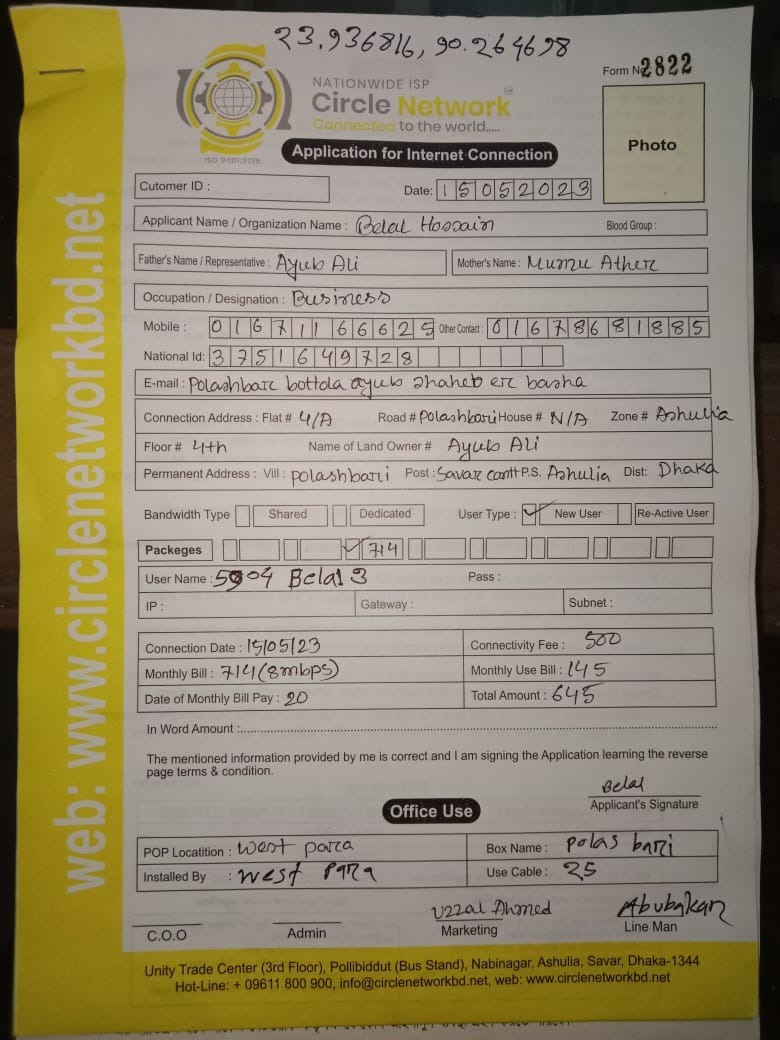 23.936816, 90.264698
Form No 2822
NATIONWIDE ISP
Circle Network
Connected to the world.....
ISO 9001:2015
Photo
Application for Internet Connection
Cutomer ID :
Date: 15052023
Applicant Name / Organization Name : Belal Hossain Blood Group :
Father's Name / Representative : Ayub Ali Mother's Name : Mumu Ather
Occupation / Designation : Business
Mobile : 01671166625 Other Contact : 01678681885
National Id: 3751649728
E-mail : Polashbar bottola ayub shaheb er basha
Connection Address : Flat # 4/A Road # Polashbari House # N/A Zone # Ashulia
Floor # 4th Name of Land Owner # Ayub Ali
Permanent Address : Vill : polashbari Post : Savar cantt P.S. Ashulia Dist: Dhaka
Bandwidth Type Shared Dedicated User Type : ✓ New User Re-Active User
Packeges ✓ 714
User Name : 5904 Belal 3 Pass :
IP : Gateway : Subnet :
Connection Date : 15/05/23 Connectivity Fee : 500
Monthly Bill : 714 (8mbps) Monthly Use Bill : 145
Date of Monthly Bill Pay : 20 Total Amount : 645
In Word Amount :
The mentioned information provided by me is correct and I am signing the Application learning the reverse
page terms & condition.
Belal
Applicant's Signature
Office Use
POP Locatition : West para Box Name : Polas bari
Installed By : West Para Use Cable : 25
Uzzal Ahmed Abubakar
C.O.O Admin Marketing Line Man
Unity Trade Center (3rd Floor), Pollibiddut (Bus Stand), Nabinagar, Ashulia, Savar, Dhaka-1344
Hot-Line: + 09611 800 900, info@circlenetworkbd.net, web: www.circlenetworkbd.net
web: www.circlenetworkbd.net